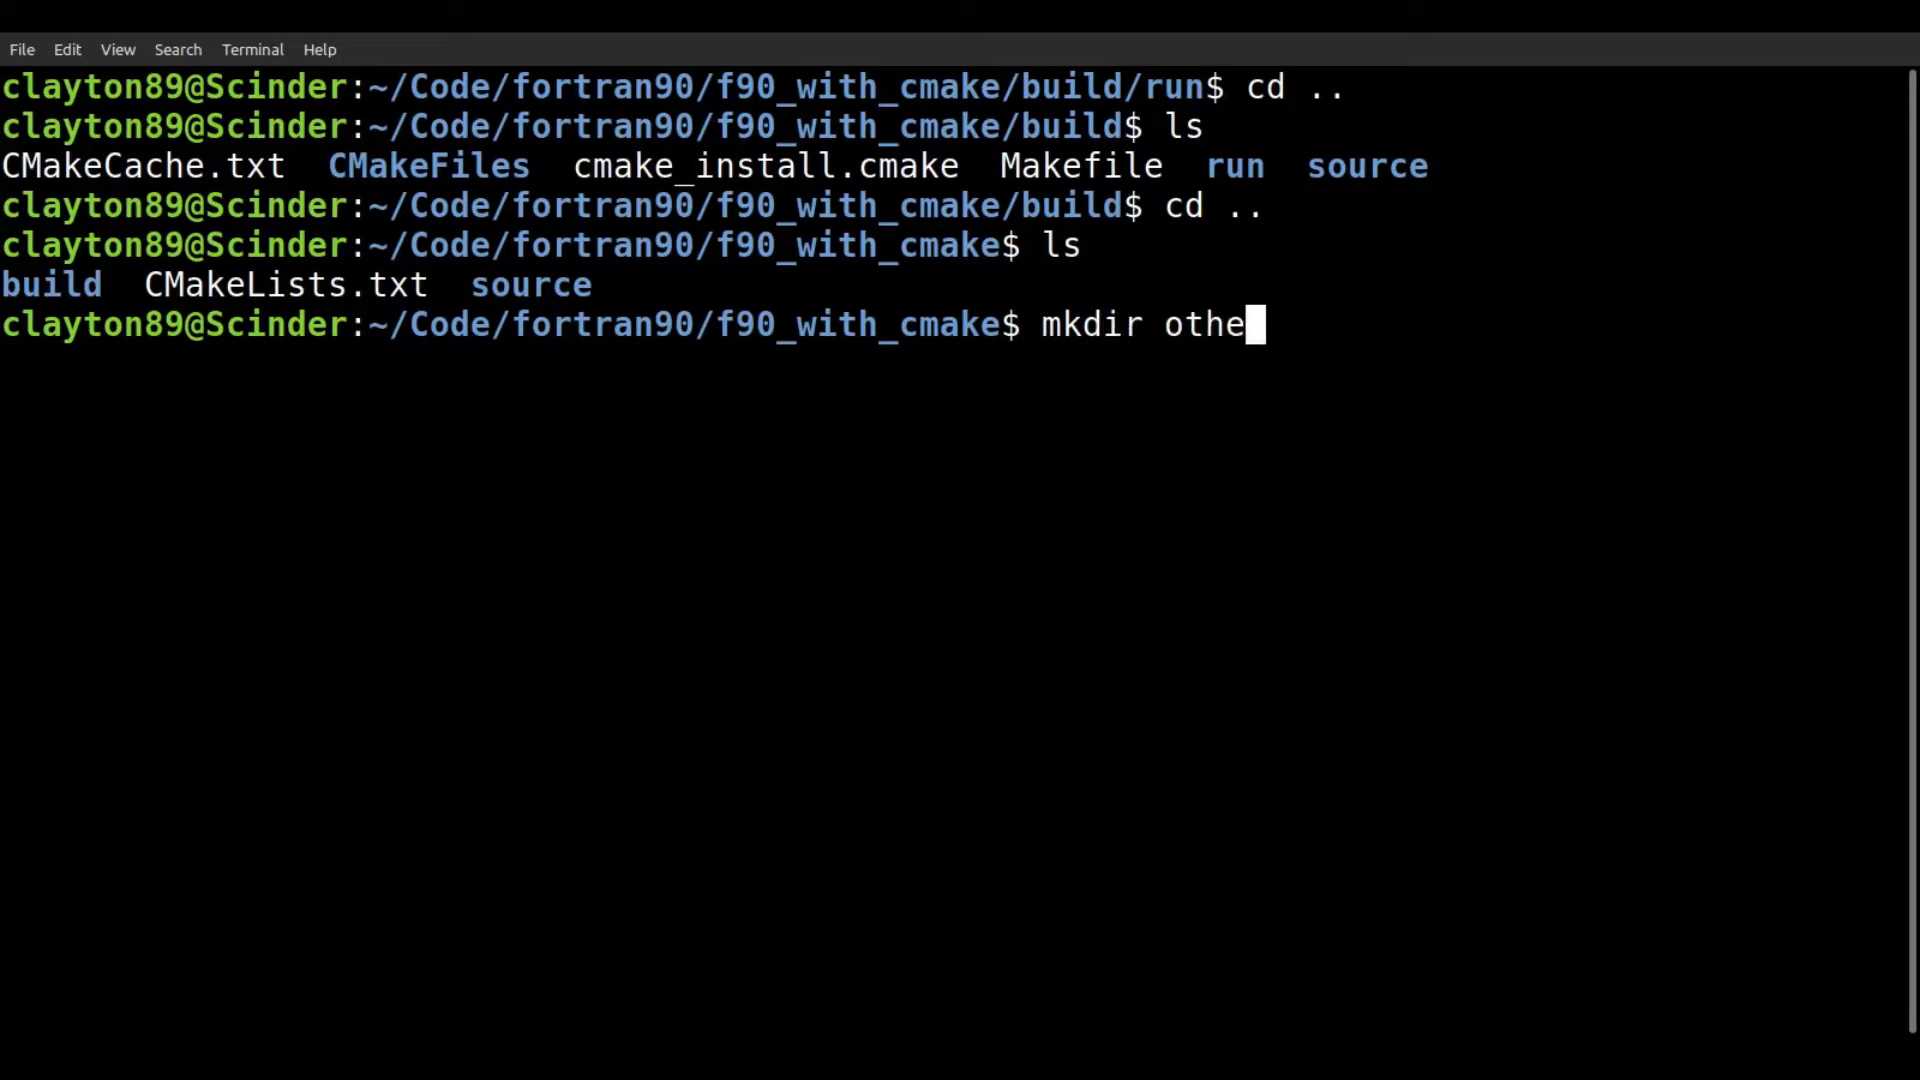 File Edit View Search Terminal Help
clayton89@Scinder:~/Code/fortran90/f90_with_cmake/build/run$ cd ..
clayton89@Scinder:~/Code/fortran90/f90_with_cmake/build$ ls
CMakeCache.txt  CMakeFiles  cmake_install.cmake  Makefile  run  source
clayton89@Scinder:~/Code/fortran90/f90_with_cmake/build$ cd ..
clayton89@Scinder:~/Code/fortran90/f90_with_cmake$ ls
build  CMakeLists.txt  source
clayton89@Scinder:~/Code/fortran90/f90_with_cmake$ mkdir othe